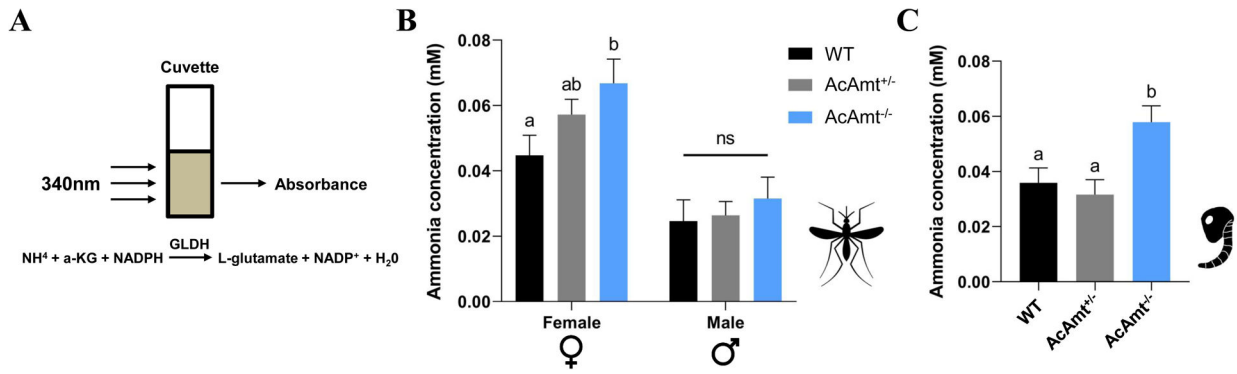 A
Cuvette
340nm
Absorbance
GLDH
NH⁴ + a-KG + NADPH
L-glutamate + NADP⁺ + H₂0
B
Ammonia concentration (mM)
0.08
0.06
0.04
0.02
0.00
a
ab
b
ns
Female
Male
WT
AcAmt⁺/⁻
AcAmt⁻/⁻
C
Ammonia concentration (mM)
0.08
0.06
0.04
0.02
0.00
a
a
b
WT
AcAmt⁺/⁻
AcAmt⁻/⁻